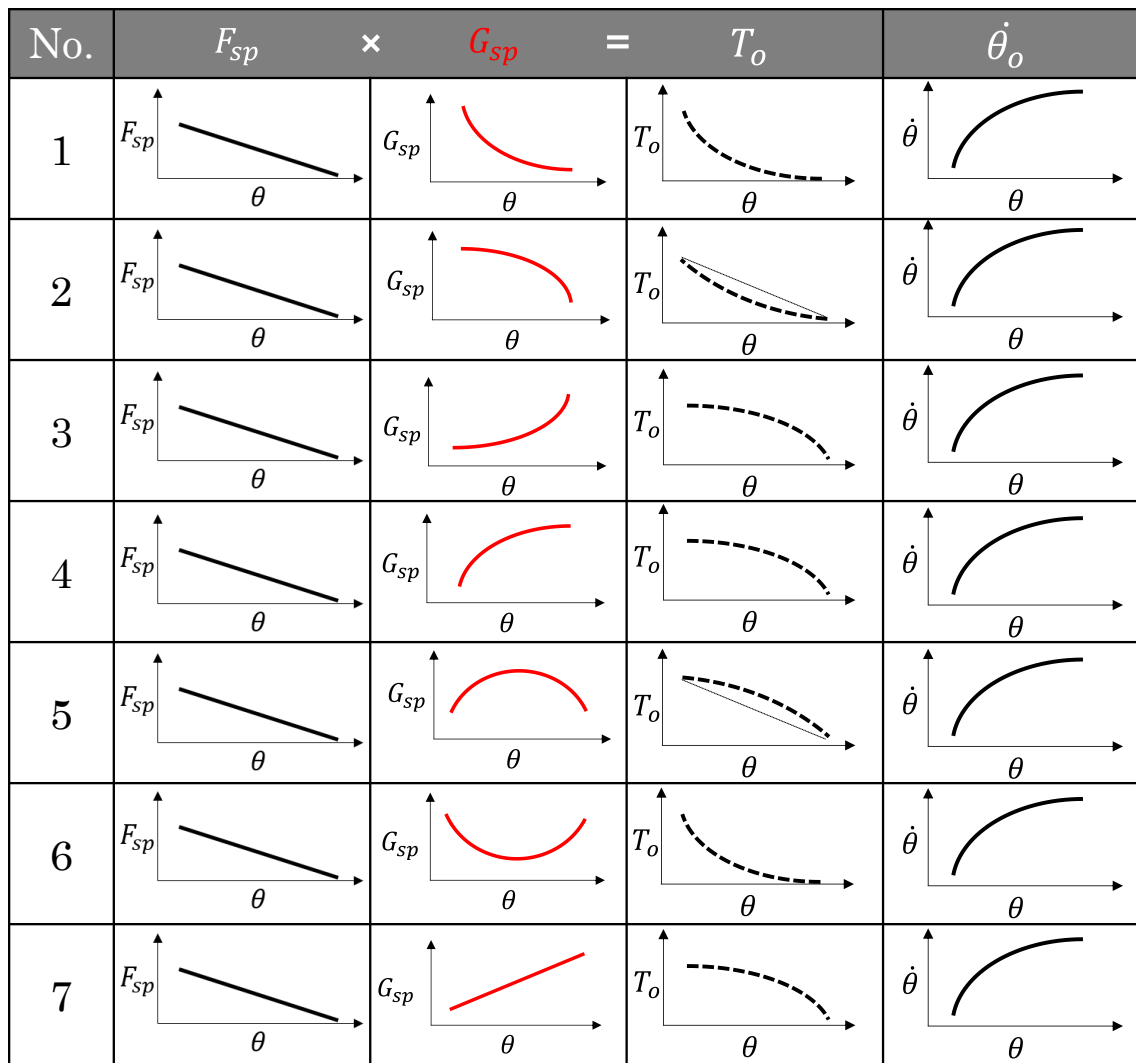 No. F_sp × G_sp = T_o θ̇_o
1 F_sp θ G_sp θ T_o θ θ̇ θ
2 F_sp θ G_sp θ T_o θ θ̇ θ
3 F_sp θ G_sp θ T_o θ θ̇ θ
4 F_sp θ G_sp θ T_o θ θ̇ θ
5 F_sp θ G_sp θ T_o θ θ̇ θ
6 F_sp θ G_sp θ T_o θ θ̇ θ
7 F_sp θ G_sp θ T_o θ θ̇ θ